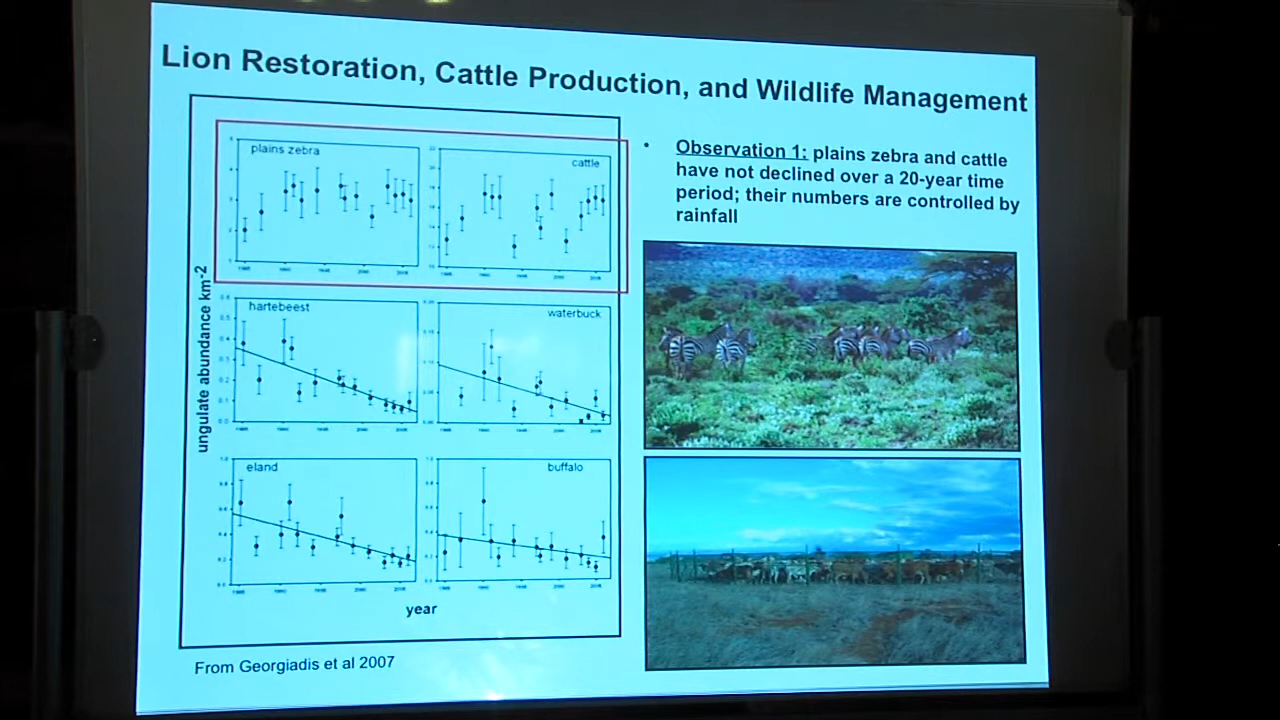 Lion Restoration, Cattle Production, and Wildlife Management
plains zebra
cattle
hartebeest
waterbuck
eland
buffalo
ungulate abundance km-2
year
From Georgiadis et al 2007
• Observation 1: plains zebra and cattle
have not declined over a 20-year time
period; their numbers are controlled by
rainfall